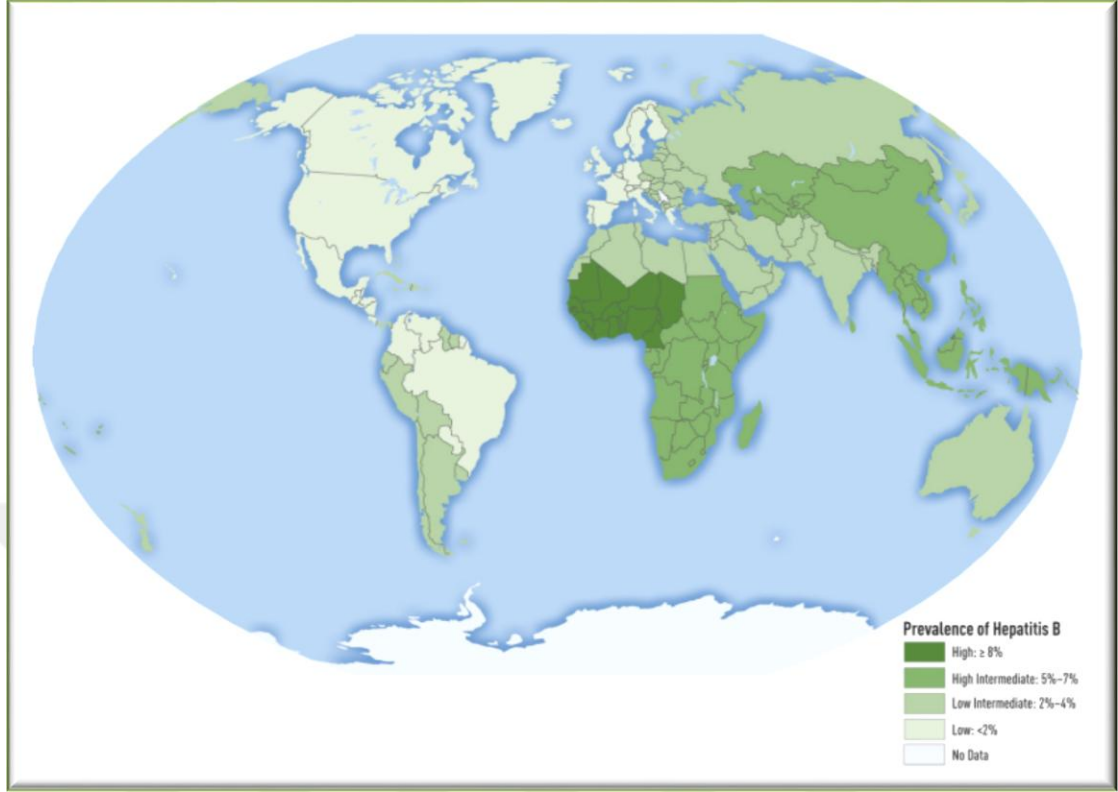 Prevalence of Hepatitis B
High: ≥ 8%
High Intermediate: 5%–7%
Low Intermediate: 2%–4%
Low: <2%
No Data